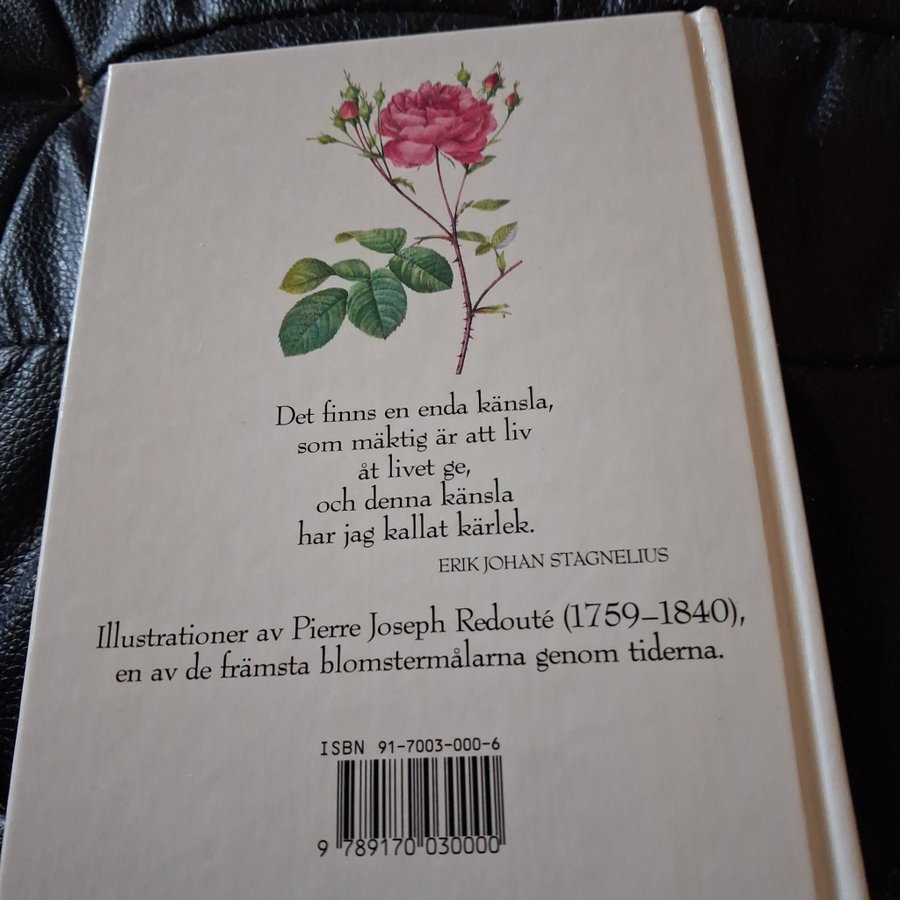 Det finns en enda känsla,
som mäktig är att liv
åt livet ge,
och denna känsla
har jag kallat kärlek.
ERIK JOHAN STAGNELIUS
Illustrationer av Pierre Joseph Redouté (1759–1840),
en av de främsta blomstermålarna genom tiderna.
ISBN 91-7003-000-6
9 789170 030000